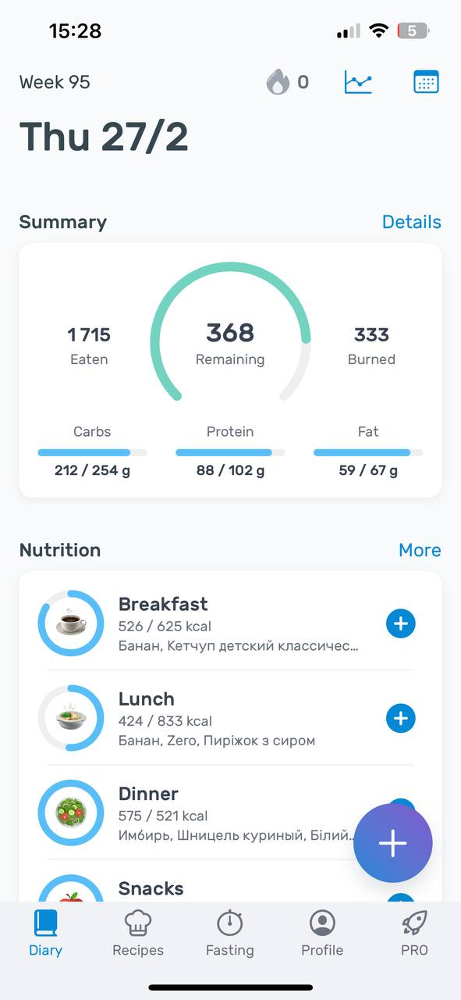 15:28
5
Week 95
0
Thu 27/2
Summary
Details
1 715
Eaten
368
Remaining
333
Burned
Carbs
Protein
Fat
212 / 254 g
88 / 102 g
59 / 67 g
Nutrition
More
Breakfast
526 / 625 kcal
Банан, Кетчуп детский классичес...
Lunch
424 / 833 kcal
Банан, Zero, Пиріжок з сиром
Dinner
575 / 521 kcal
Имбирь, Шницель куриный, Білий...
Snacks
Diary
Recipes
Fasting
Profile
PRO